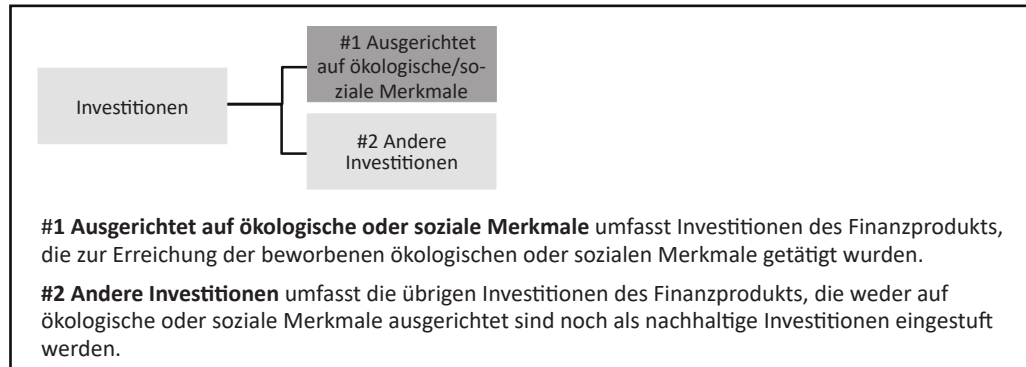 #1 Ausgerichtet
auf ökologische/so-
ziale Merkmale
Investitionen
#2 Andere
Investitionen
#1 Ausgerichtet auf ökologische oder soziale Merkmale umfasst Investitionen des Finanzprodukts,
die zur Erreichung der beworbenen ökologischen oder sozialen Merkmale getätigt wurden.
#2 Andere Investitionen umfasst die übrigen Investitionen des Finanzprodukts, die weder auf
ökologische oder soziale Merkmale ausgerichtet sind noch als nachhaltige Investitionen eingestuft
werden.